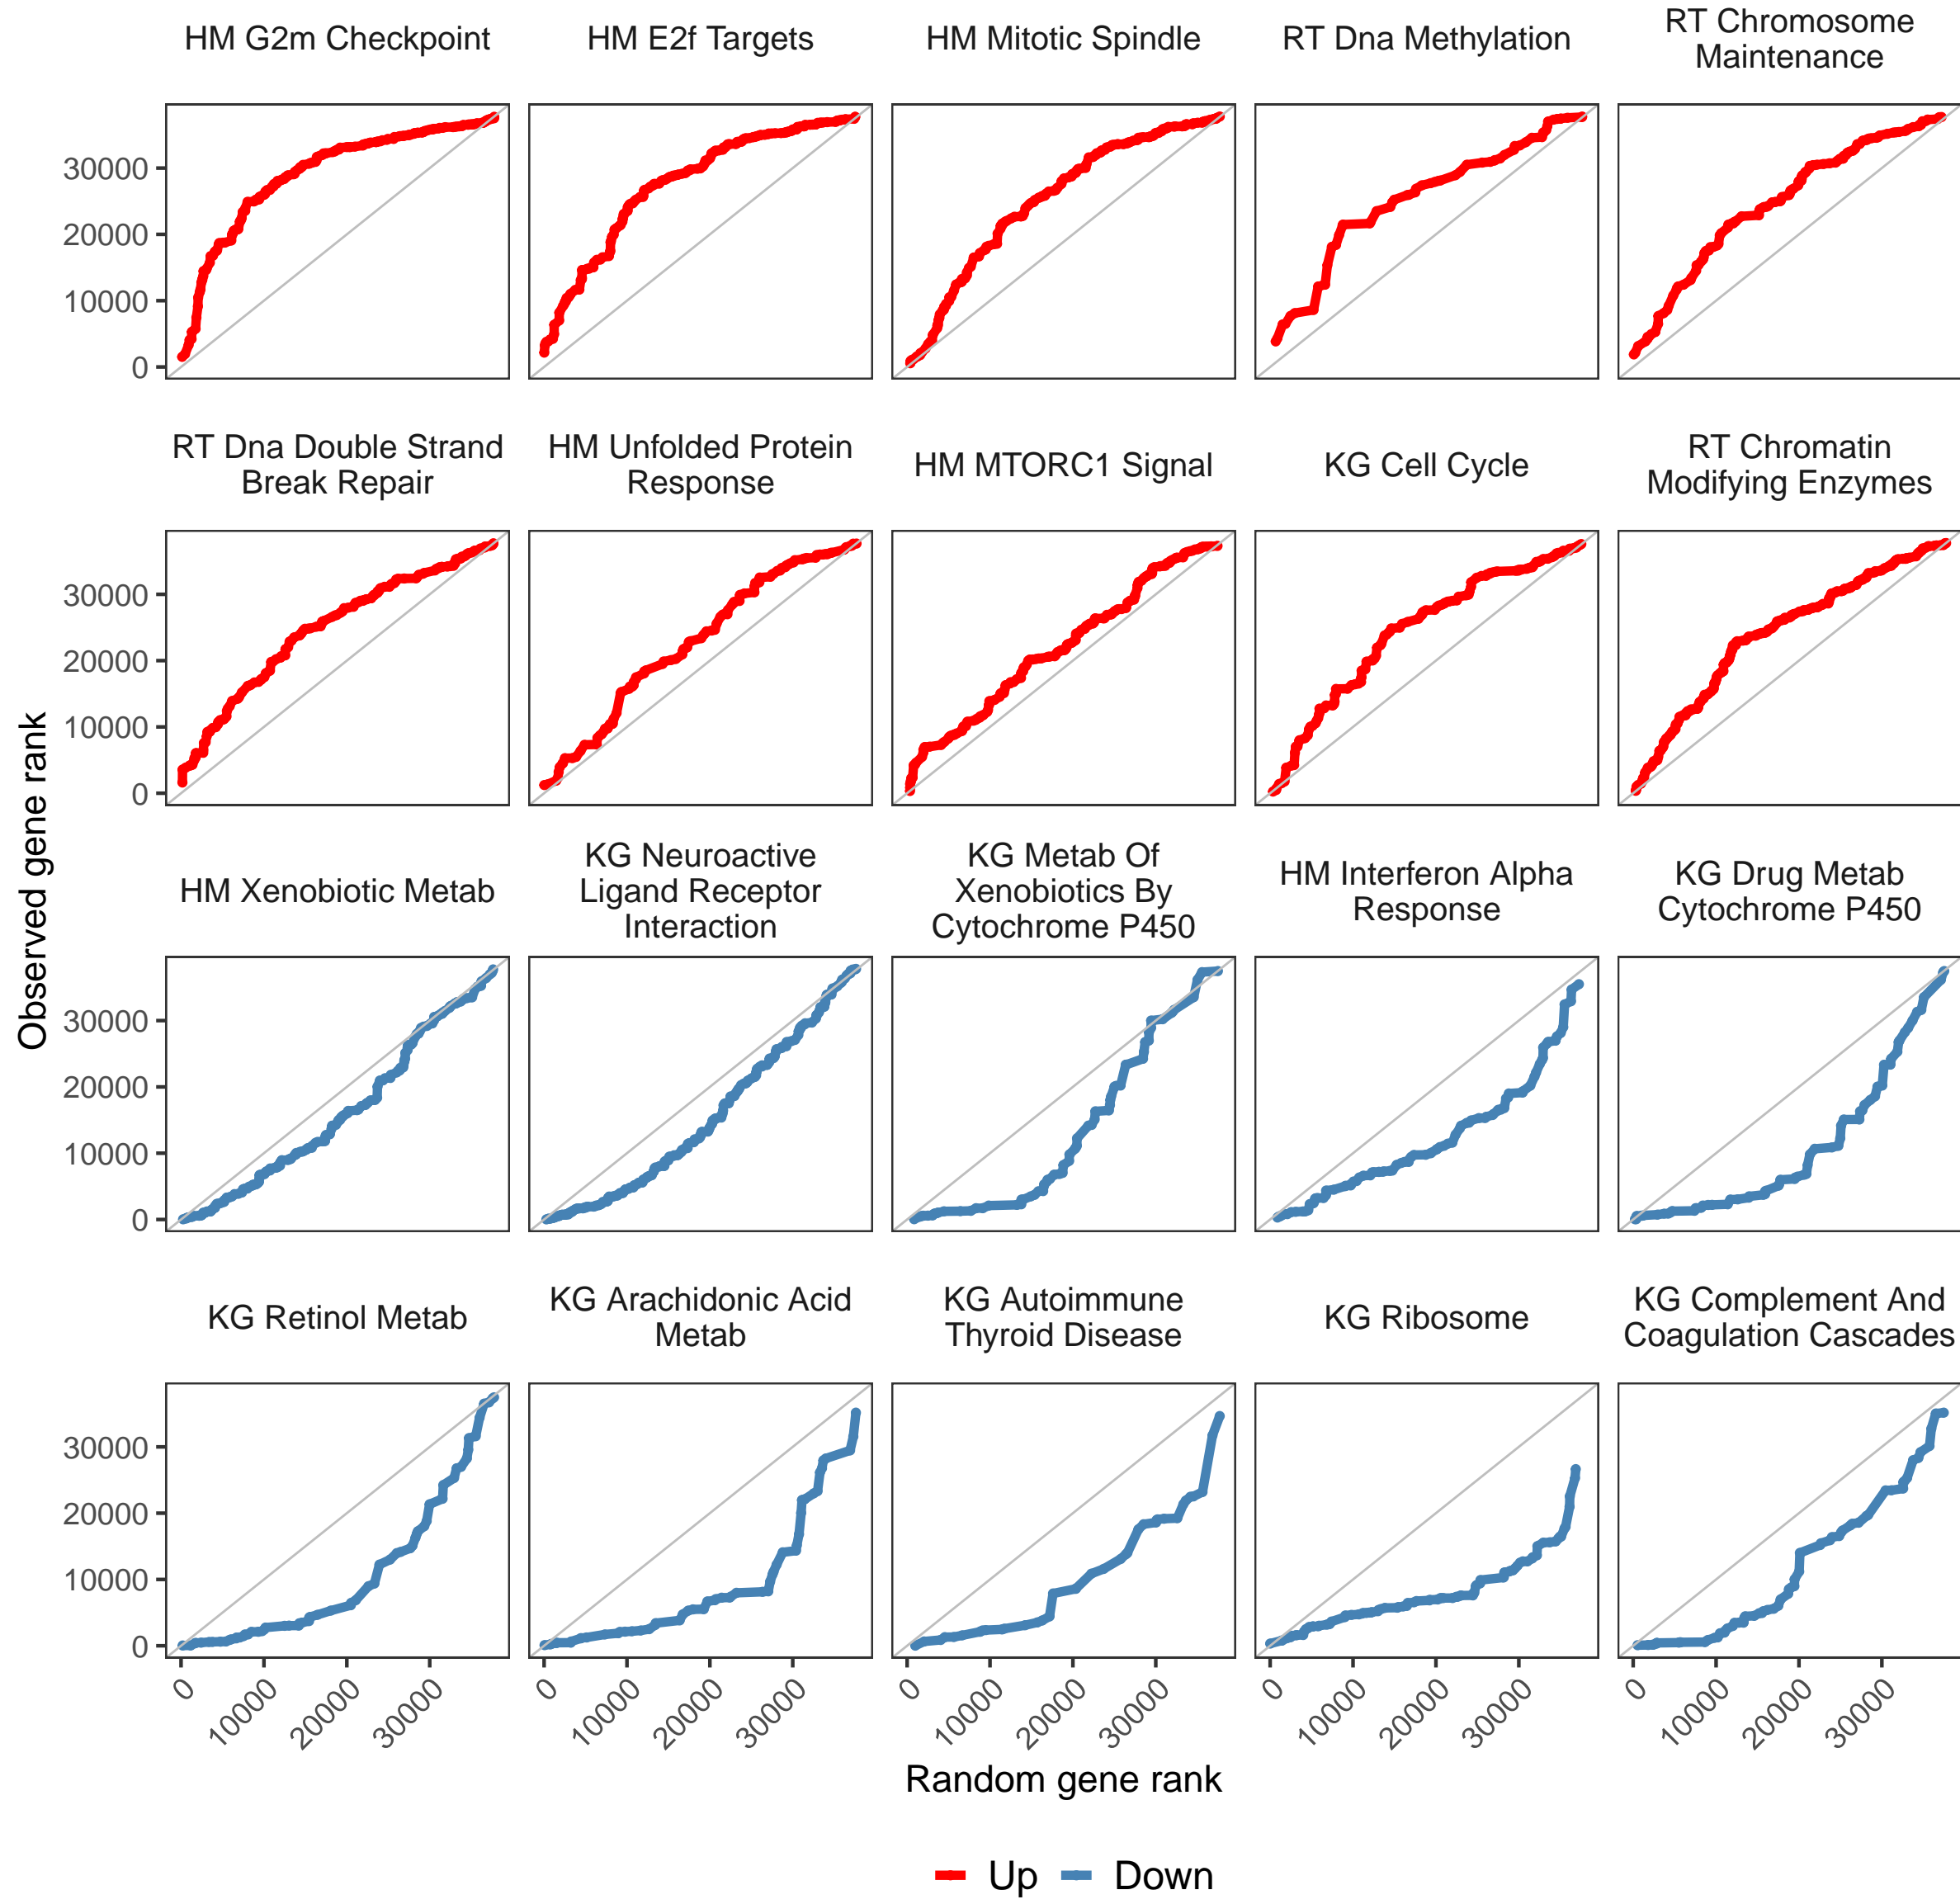 HM G2m Checkpoint
HM E2f Targets
HM Mitotic Spindle
RT Dna Methylation
RT Chromosome
Maintenance
30000
20000
10000
0
RT Dna Double Strand
Break Repair
HM Unfolded Protein
Response
HM MTORC1 Signal
KG Cell Cycle
RT Chromatin
Modifying Enzymes
30000
20000
10000
0
Observed gene rank
HM Xenobiotic Metab
KG Neuroactive
Ligand Receptor
Interaction
KG Metab Of
Xenobiotics By
Cytochrome P450
HM Interferon Alpha
Response
KG Drug Metab
Cytochrome P450
30000
20000
10000
0
KG Retinol Metab
KG Arachidonic Acid
Metab
KG Autoimmune
Thyroid Disease
KG Ribosome
KG Complement And
Coagulation Cascades
30000
20000
10000
0
0 10000 20000 30000
0 10000 20000 30000
0 10000 20000 30000
0 10000 20000 30000
0 10000 20000 30000
Random gene rank
Up Down